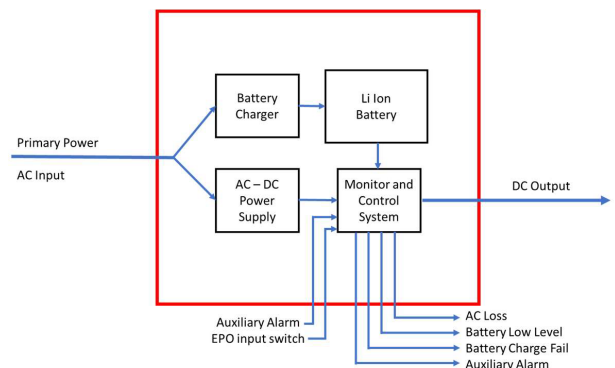 Battery
Charger
Li Ion
Battery
Primary Power
AC Input
AC – DC
Power
Supply
Monitor and
Control
System
DC Output
Auxiliary Alarm
EPO input switch
AC Loss
Battery Low Level
Battery Charge Fail
Auxiliary Alarm